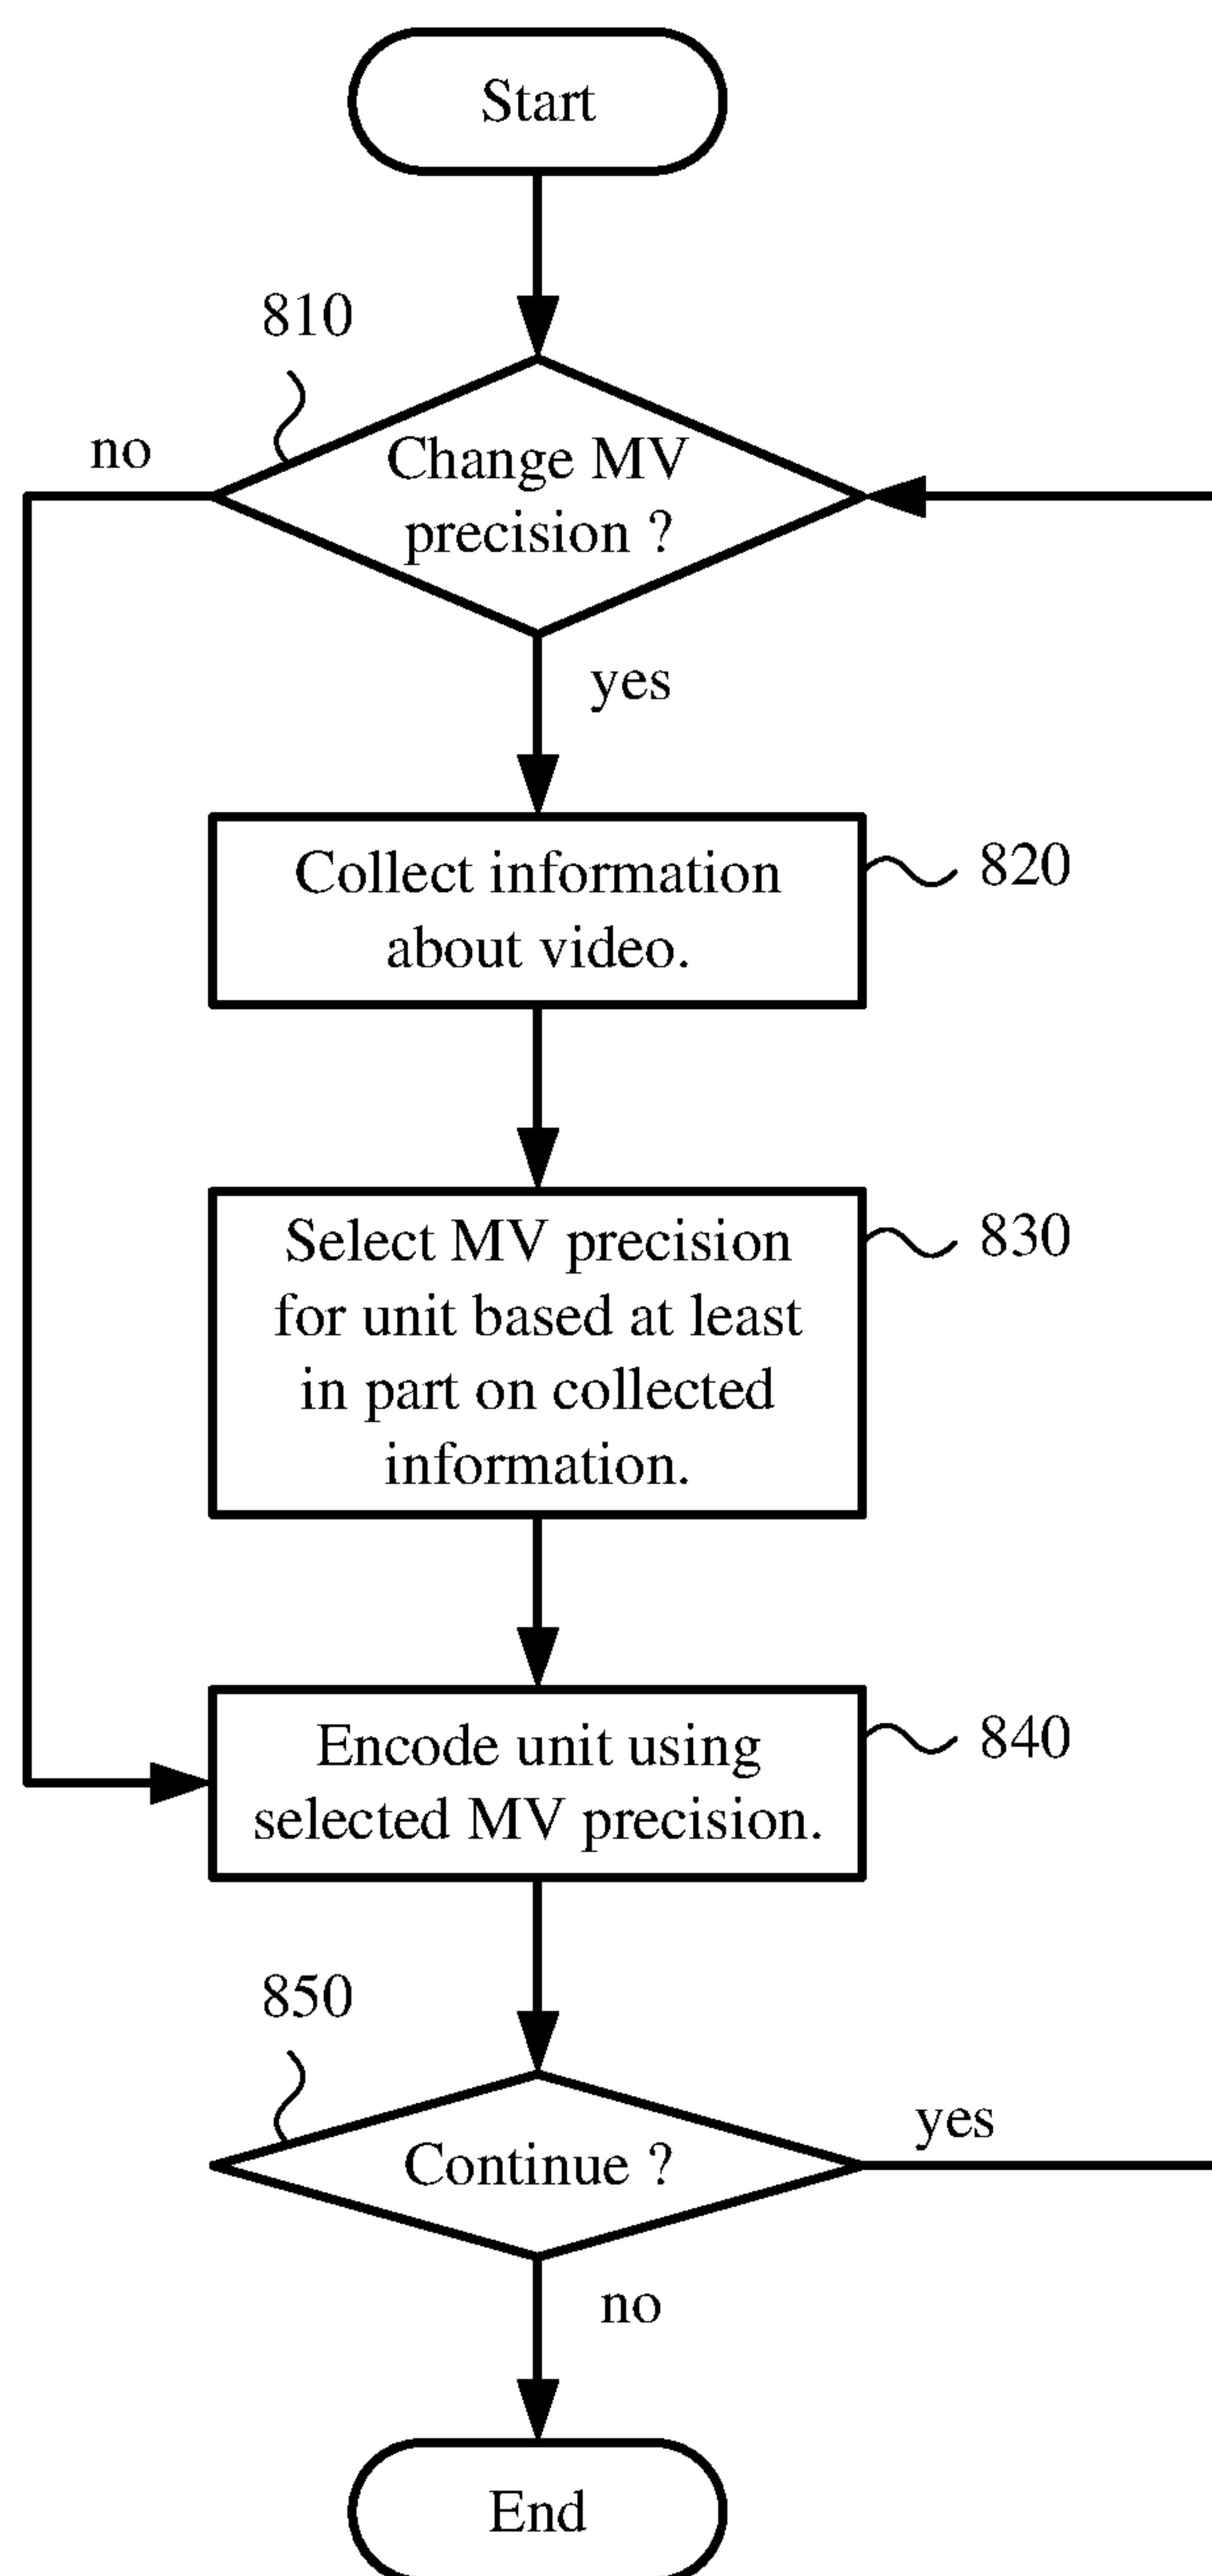 Start
810
no
Change MV
precision ?
yes
Collect information
about video.
820
Select MV precision
for unit based at least
in part on collected
information.
830
Encode unit using
selected MV precision.
840
850
Continue ?
yes
no
End